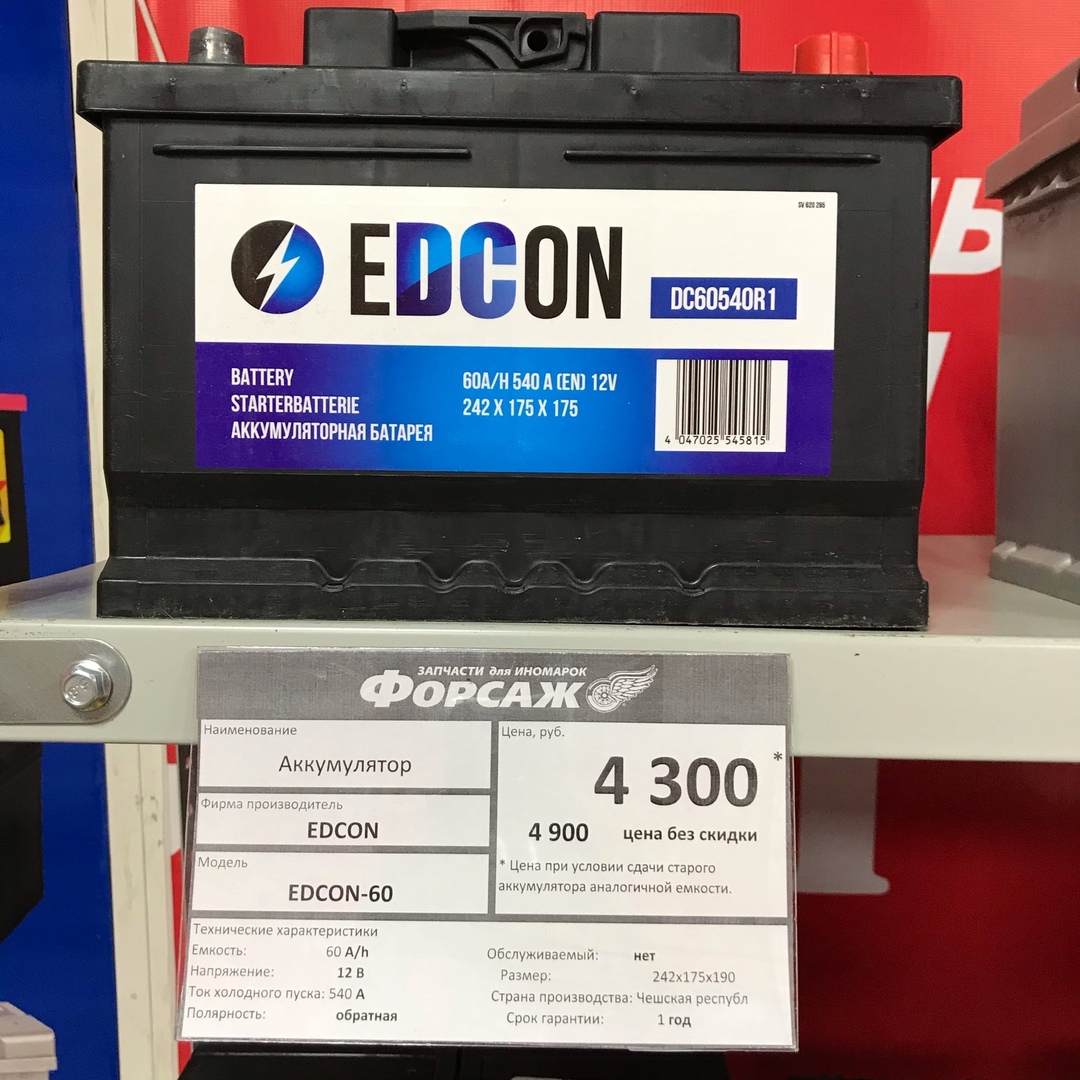 SV 620 285
EDCON
DC60540R1
BATTERY
STARTERBATTERIE
АККУМУЛЯТОРНАЯ БАТАРЕЯ
60A/H 540 A (EN) 12V
242 X 175 X 175
4 047025 545815
Ь
ЗАПЧАСТИ для ИНОМАРОК
ФОРСАЖ
Наименование
Аккумулятор
Фирма производитель
EDCON
Модель
EDCON-60
Цена, руб.
4 300 *
4 900 цена без скидки
* Цена при условии сдачи старого
аккумулятора аналогичной емкости.
Технические характеристики
Емкость: 60 A/h
Напряжение: 12 В
Ток холодного пуска: 540 А
Полярность: обратная
Обслуживаемый: нет
Размер: 242х175х190
Страна производства: Чешская республ
Срок гарантии: 1 год